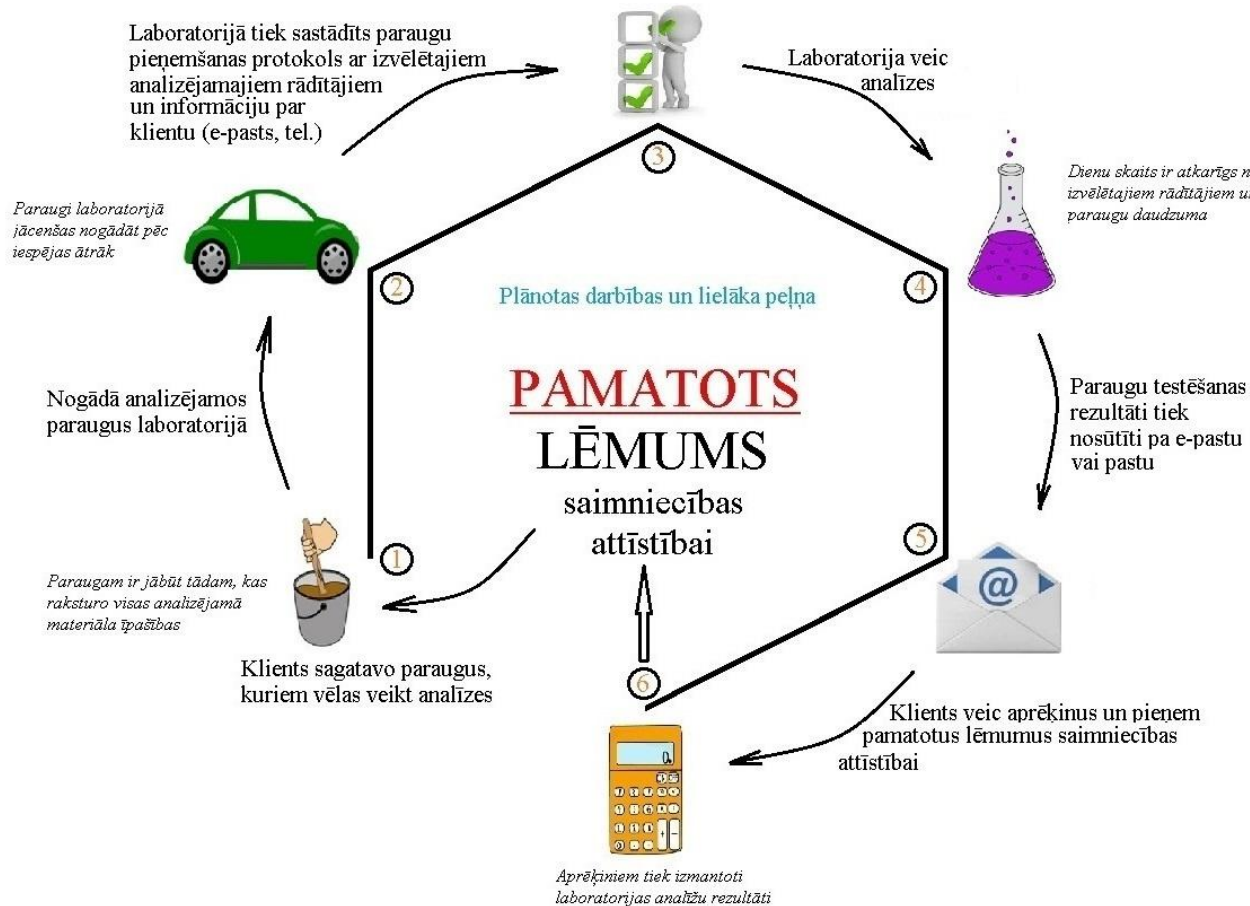 Laboratorijā tiek sastādīts paraugu
pieņemšanas protokols ar izvēlētajiem
analizējamajiem rādītājiem
un informāciju par
klientu (e-pasts, tel.)
Laboratorija veic
analīzes
3
Paraugi laboratorijā
jācenšas nogādāt pēc
iespējas ātrāk
2
4
Dienu skaits ir atkarīgs n
izvēlētajiem rādītājiem u
paraugu daudzuma
Plānotas darbības un lielāka peļņa
Nogādā analizējamos
paraugus laboratorijā
PAMATOTS
LĒMUMS
saimniecības
attīstībai
Paraugu testēšanas
rezultāti tiek
nosūtīti pa e-pastu
vai pastu
1
5
@
Paraugam ir jābūt tādam, kas
raksturo visas analizējamā
materiāla īpašības
Klients sagatavo paraugus,
kuriem vēlas veikt analīzes
6
Klients veic aprēķinus un pieņem
pamatotus lēmumus saimniecības
attīstībai
0.
Aprēķiniem tiek izmantoti
laboratorijas analīžu rezultāti